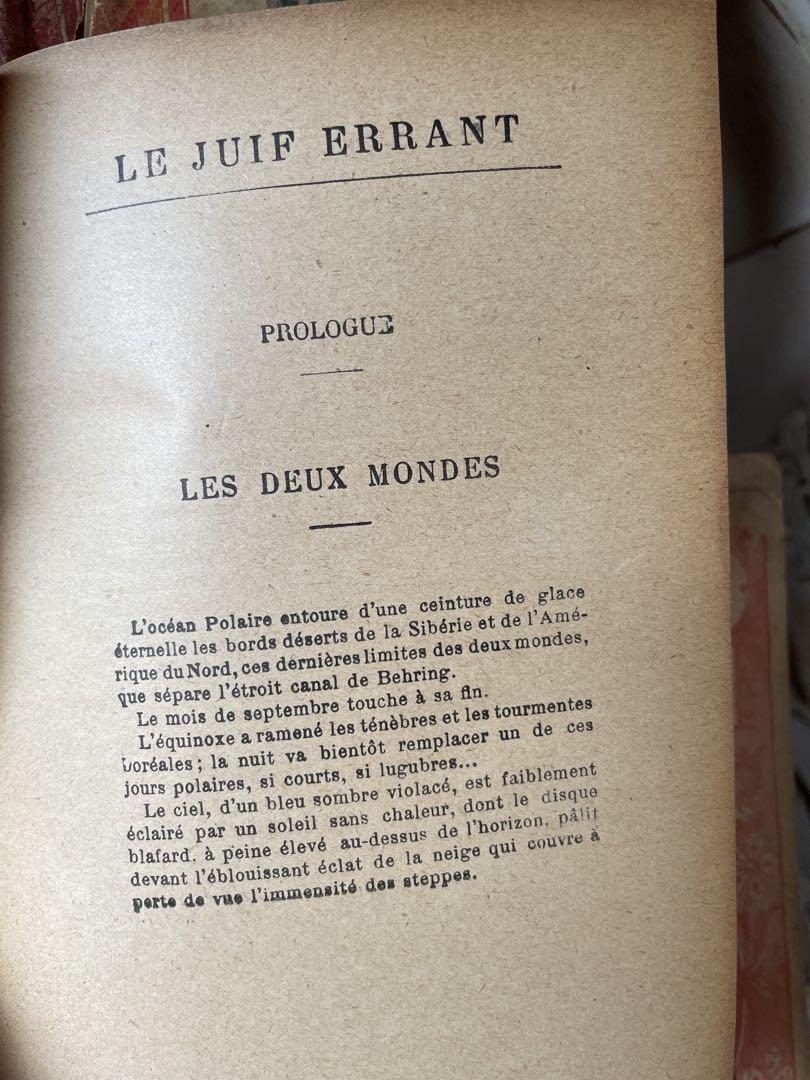 LE JUIF ERRANT
PROLOGUE
LES DEUX MONDES
L'océan Polaire entoure d'une ceinture de glace
éternelle les bords déserts de la Sibérie et de l'Amé-
rique du Nord, ces dernières limites des deux mondes,
que sépare l'étroit canal de Behring.
Le mois de septembre touche à sa fin.
L'équinoxe a ramené les ténèbres et les tourmentes
boréales ; la nuit va bientôt remplacer un de ces
jours polaires, si courts, si lugubres...
Le ciel, d'un bleu sombre violacé, est faiblement
éclairé par un soleil sans chaleur, dont le disque
blafard, à peine élevé au-dessus de l'horizon, pâlit
devant l'éblouissant éclat de la neige qui couvre à
perte de vue l'immensité des steppes.